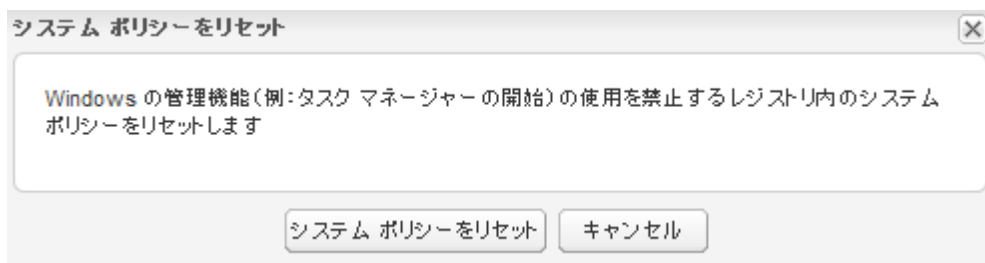 システム ポリシーをリセット
Windows の管理機能(例:タスク マネージャーの開始)の使用を禁止するレジストリ内のシステム
ポリシーをリセットします
システム ポリシーをリセット
キャンセル